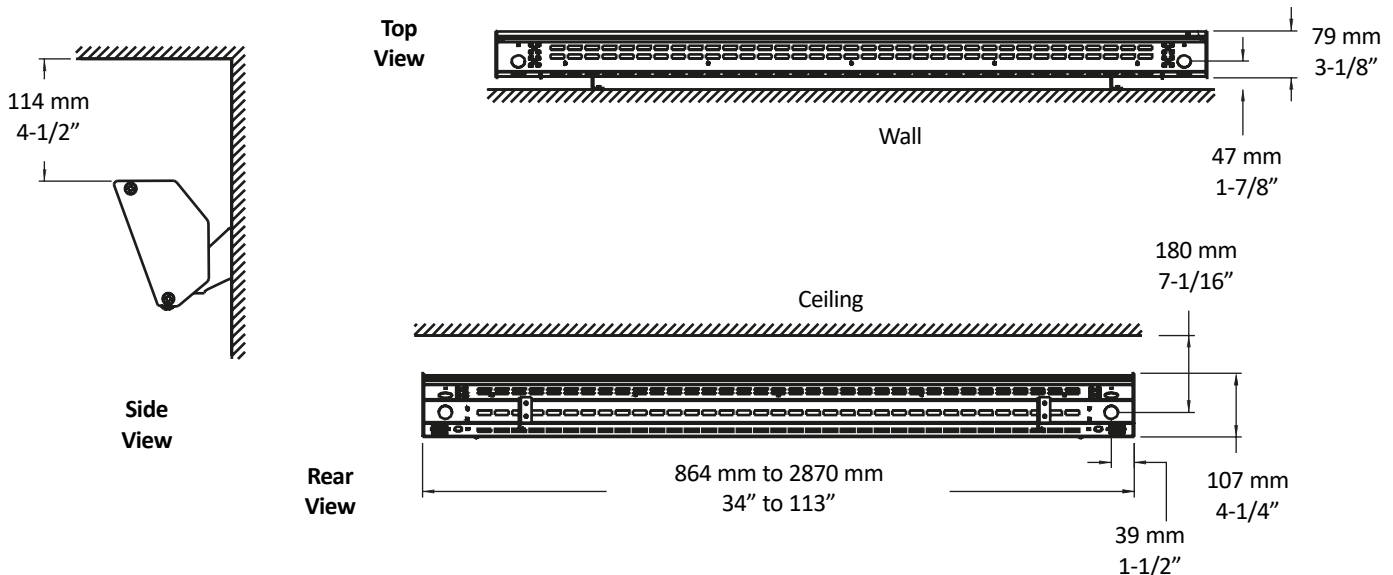 Top
View
79 mm
3-1/8”
114 mm
4-1/2”
Wall
47 mm
1-7/8”
180 mm
7-1/16”
Ceiling
Side
View
Rear
View
864 mm to 2870 mm
34” to 113”
107 mm
4-1/4”
39 mm
1-1/2”